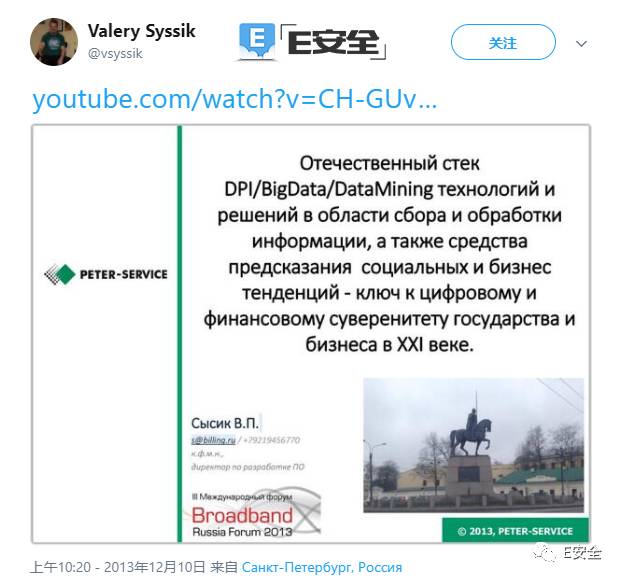 Valery Syssik
@vsyssik
E安全
关注
youtube.com/watch?v=CH-GUv...
PETER-SERVICE
Отечественный стек
DPI/BigData/DataMining технологий и
решений в области сбора и обработки
информации, а также средства
предсказания социальных и бизнес
тенденций - ключ к цифровому и
финансовому суверенитету государства и
бизнеса в XXI веке.
Сысик В.П.
s@billing.ru / +79219456770
к.ф.м.н.,
директор по разработке ПО
III Международный форум
Broadband
Russia Forum 2013
© 2013, PETER-SERVICE
E安全
上午10:20 - 2013年12月10日 来自 Санкт-Петербург, Россия